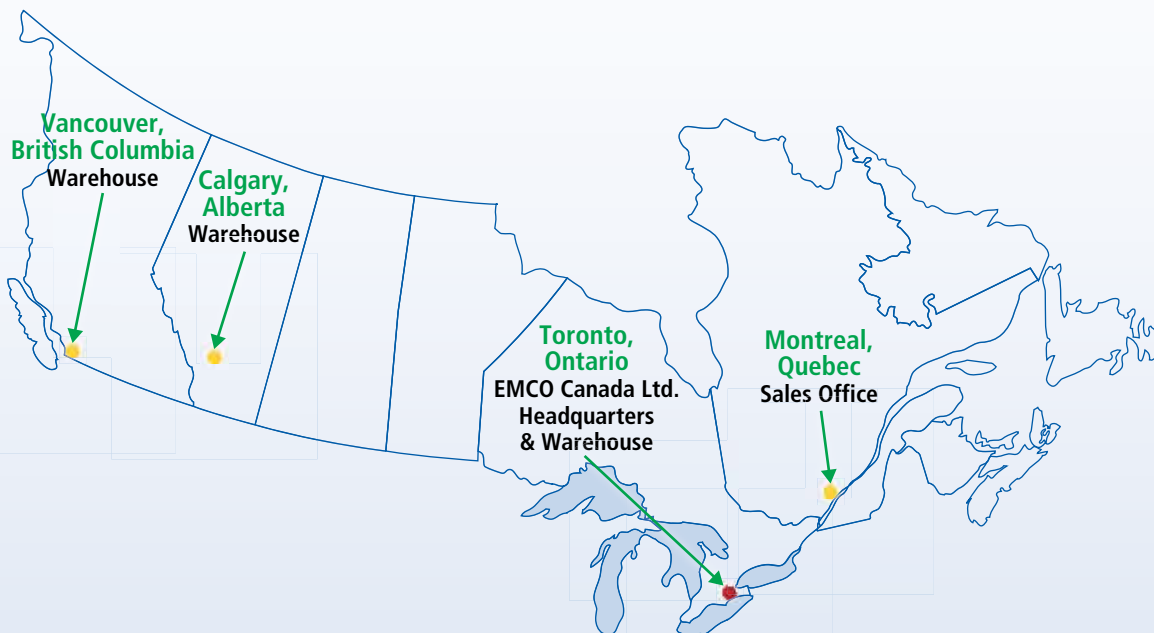 Vancouver,
British Columbia
Warehouse
Calgary,
Alberta
Warehouse
Toronto,
Ontario
EMCO Canada Ltd.
Headquarters
& Warehouse
Montreal,
Quebec
Sales Office